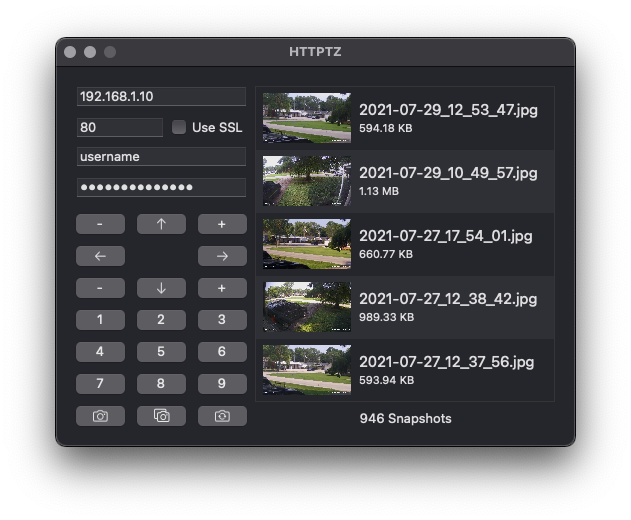 HTTPTZ
192.168.1.10
80 Use SSL
username
●●●●●●●●●●●●●●
- ↑ +
← →
- ↓ +
1 2 3
4 5 6
7 8 9
2021-07-29_12_53_47.jpg
594.18 KB
2021-07-29_10_49_57.jpg
1.13 MB
2021-07-27_17_54_01.jpg
660.77 KB
2021-07-27_12_38_42.jpg
989.33 KB
2021-07-27_12_37_56.jpg
593.94 KB
946 Snapshots